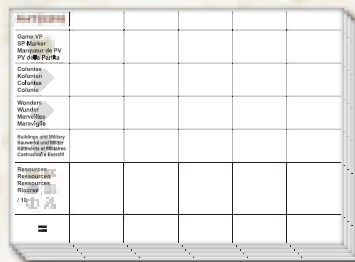 Game VP
SP-Marker
Marqueur de PV
PV della Partita
Colonies
Kolonien
Colonies
Colonie
Wonders
Wunder
Merveilles
Meraviglie
Buildings und Military
Bauwerke und Militär
Bâtiments et Militaires
Costruzioni e Eserciti
Resources
Ressourcen
Ressources
Risorse
/ 10
=